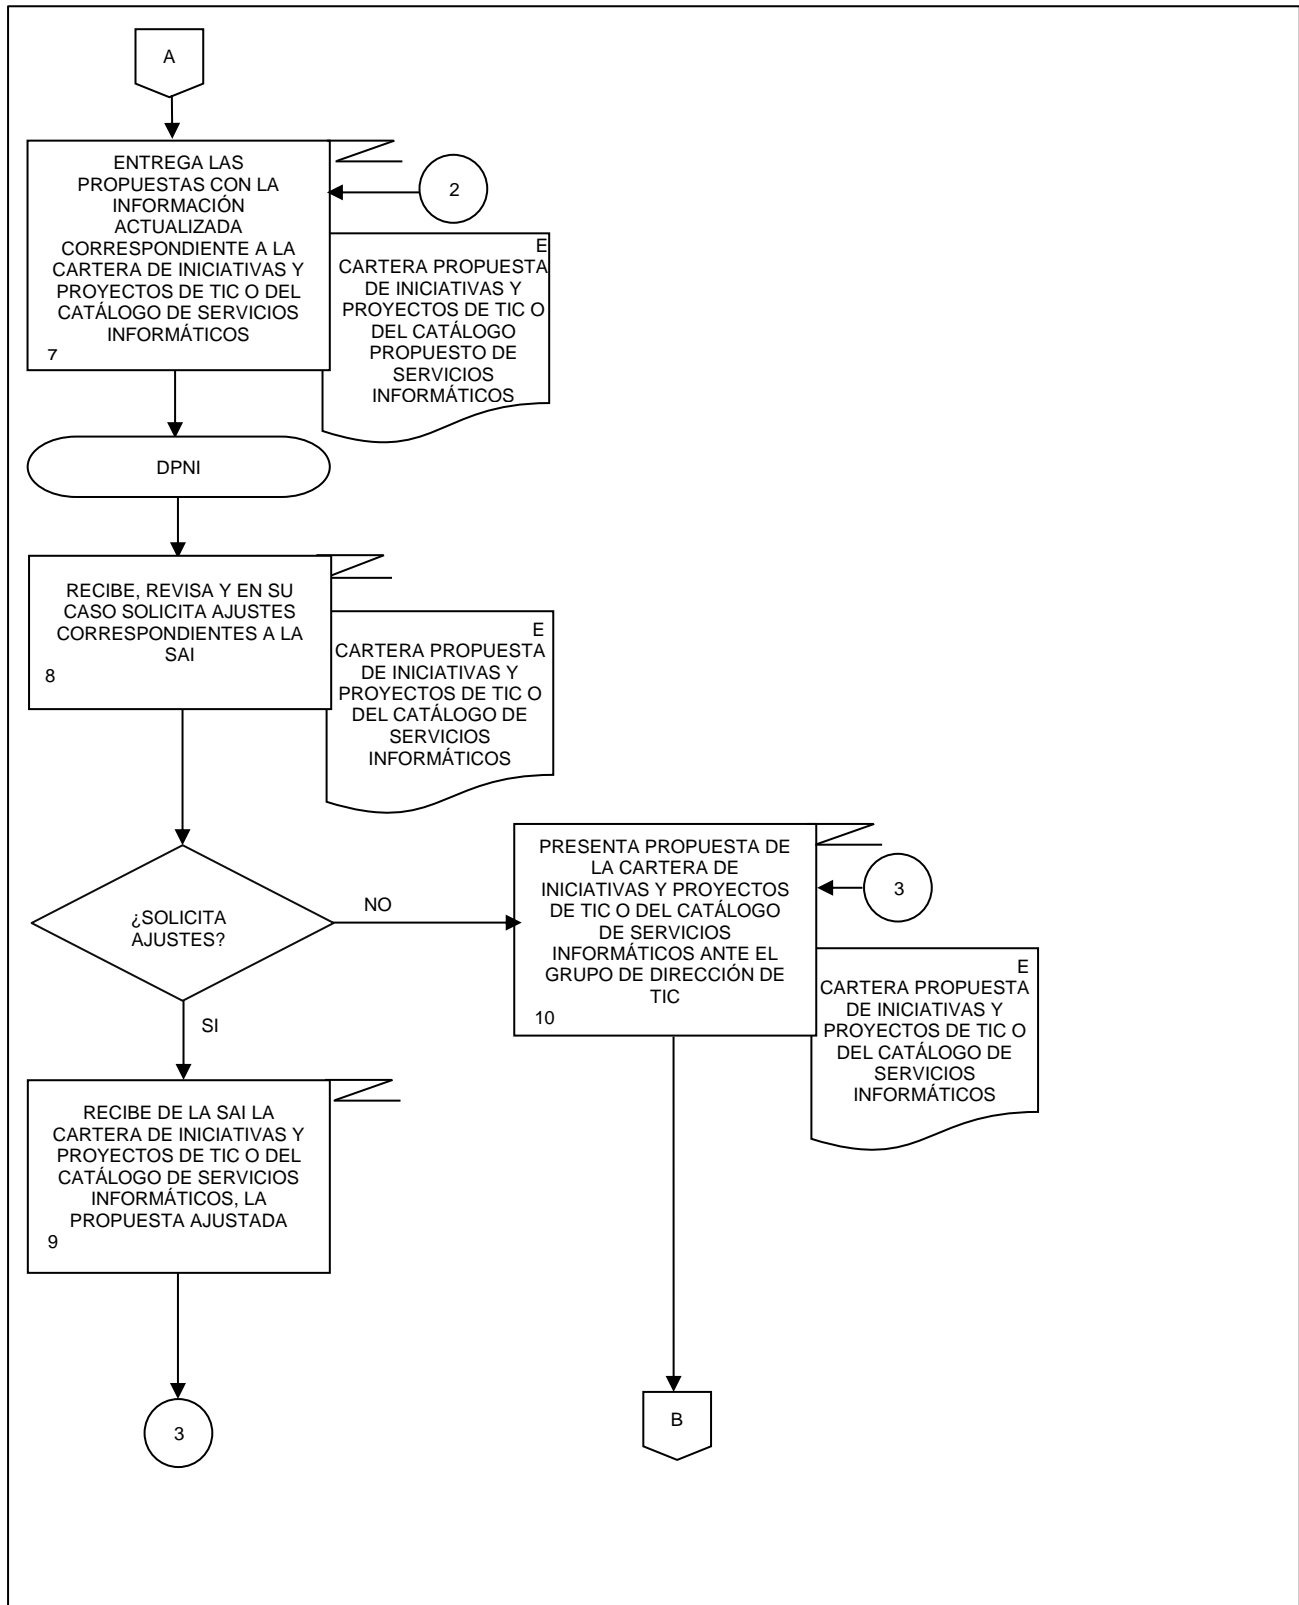 A
ENTREGA LAS
PROPUESTAS CON LA
INFORMACIÓN
ACTUALIZADA
CORRESPONDIENTE A LA
CARTERA DE INICIATIVAS Y
PROYECTOS DE TIC O DEL
CATÁLOGO DE SERVICIOS
INFORMÁTICOS
7
2
E
CARTERA PROPUESTA
DE INICIATIVAS Y
PROYECTOS DE TIC O
DEL CATÁLOGO
PROPUESTO DE
SERVICIOS
INFORMÁTICOS
DPNI
RECIBE, REVISA Y EN SU
CASO SOLICITA AJUSTES
CORRESPONDIENTES A LA
SAI
8
E
CARTERA PROPUESTA
DE INICIATIVAS Y
PROYECTOS DE TIC O
DEL CATÁLOGO DE
SERVICIOS
INFORMÁTICOS
¿SOLICITA
AJUSTES?
NO
SI
PRESENTA PROPUESTA DE
LA CARTERA DE
INICIATIVAS Y PROYECTOS
DE TIC O DEL CATÁLOGO
DE SERVICIOS
INFORMÁTICOS ANTE EL
GRUPO DE DIRECCIÓN DE
TIC
10
3
E
CARTERA PROPUESTA
DE INICIATIVAS Y
PROYECTOS DE TIC O
DEL CATÁLOGO DE
SERVICIOS
INFORMÁTICOS
RECIBE DE LA SAI LA
CARTERA DE INICIATIVAS Y
PROYECTOS DE TIC O DEL
CATÁLOGO DE SERVICIOS
INFORMÁTICOS, LA
PROPUESTA AJUSTADA
9
3
B